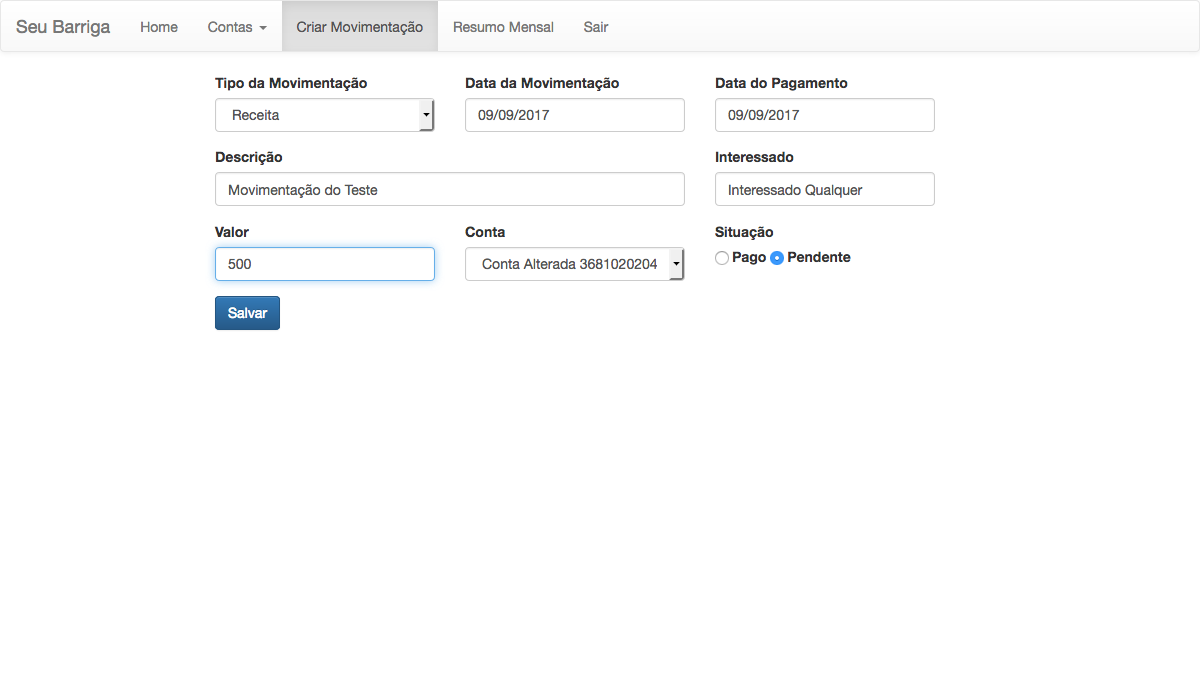 Seu Barriga Home Contas Criar Movimentação Resumo Mensal Sair
Tipo da Movimentação Data da Movimentação Data do Pagamento
Receita 09/09/2017 09/09/2017
Descrição Interessado
Movimentação do Teste Interessado Qualquer
Valor Conta Situação
500 Conta Alterada 3681020204 Pago Pendente
Salvar